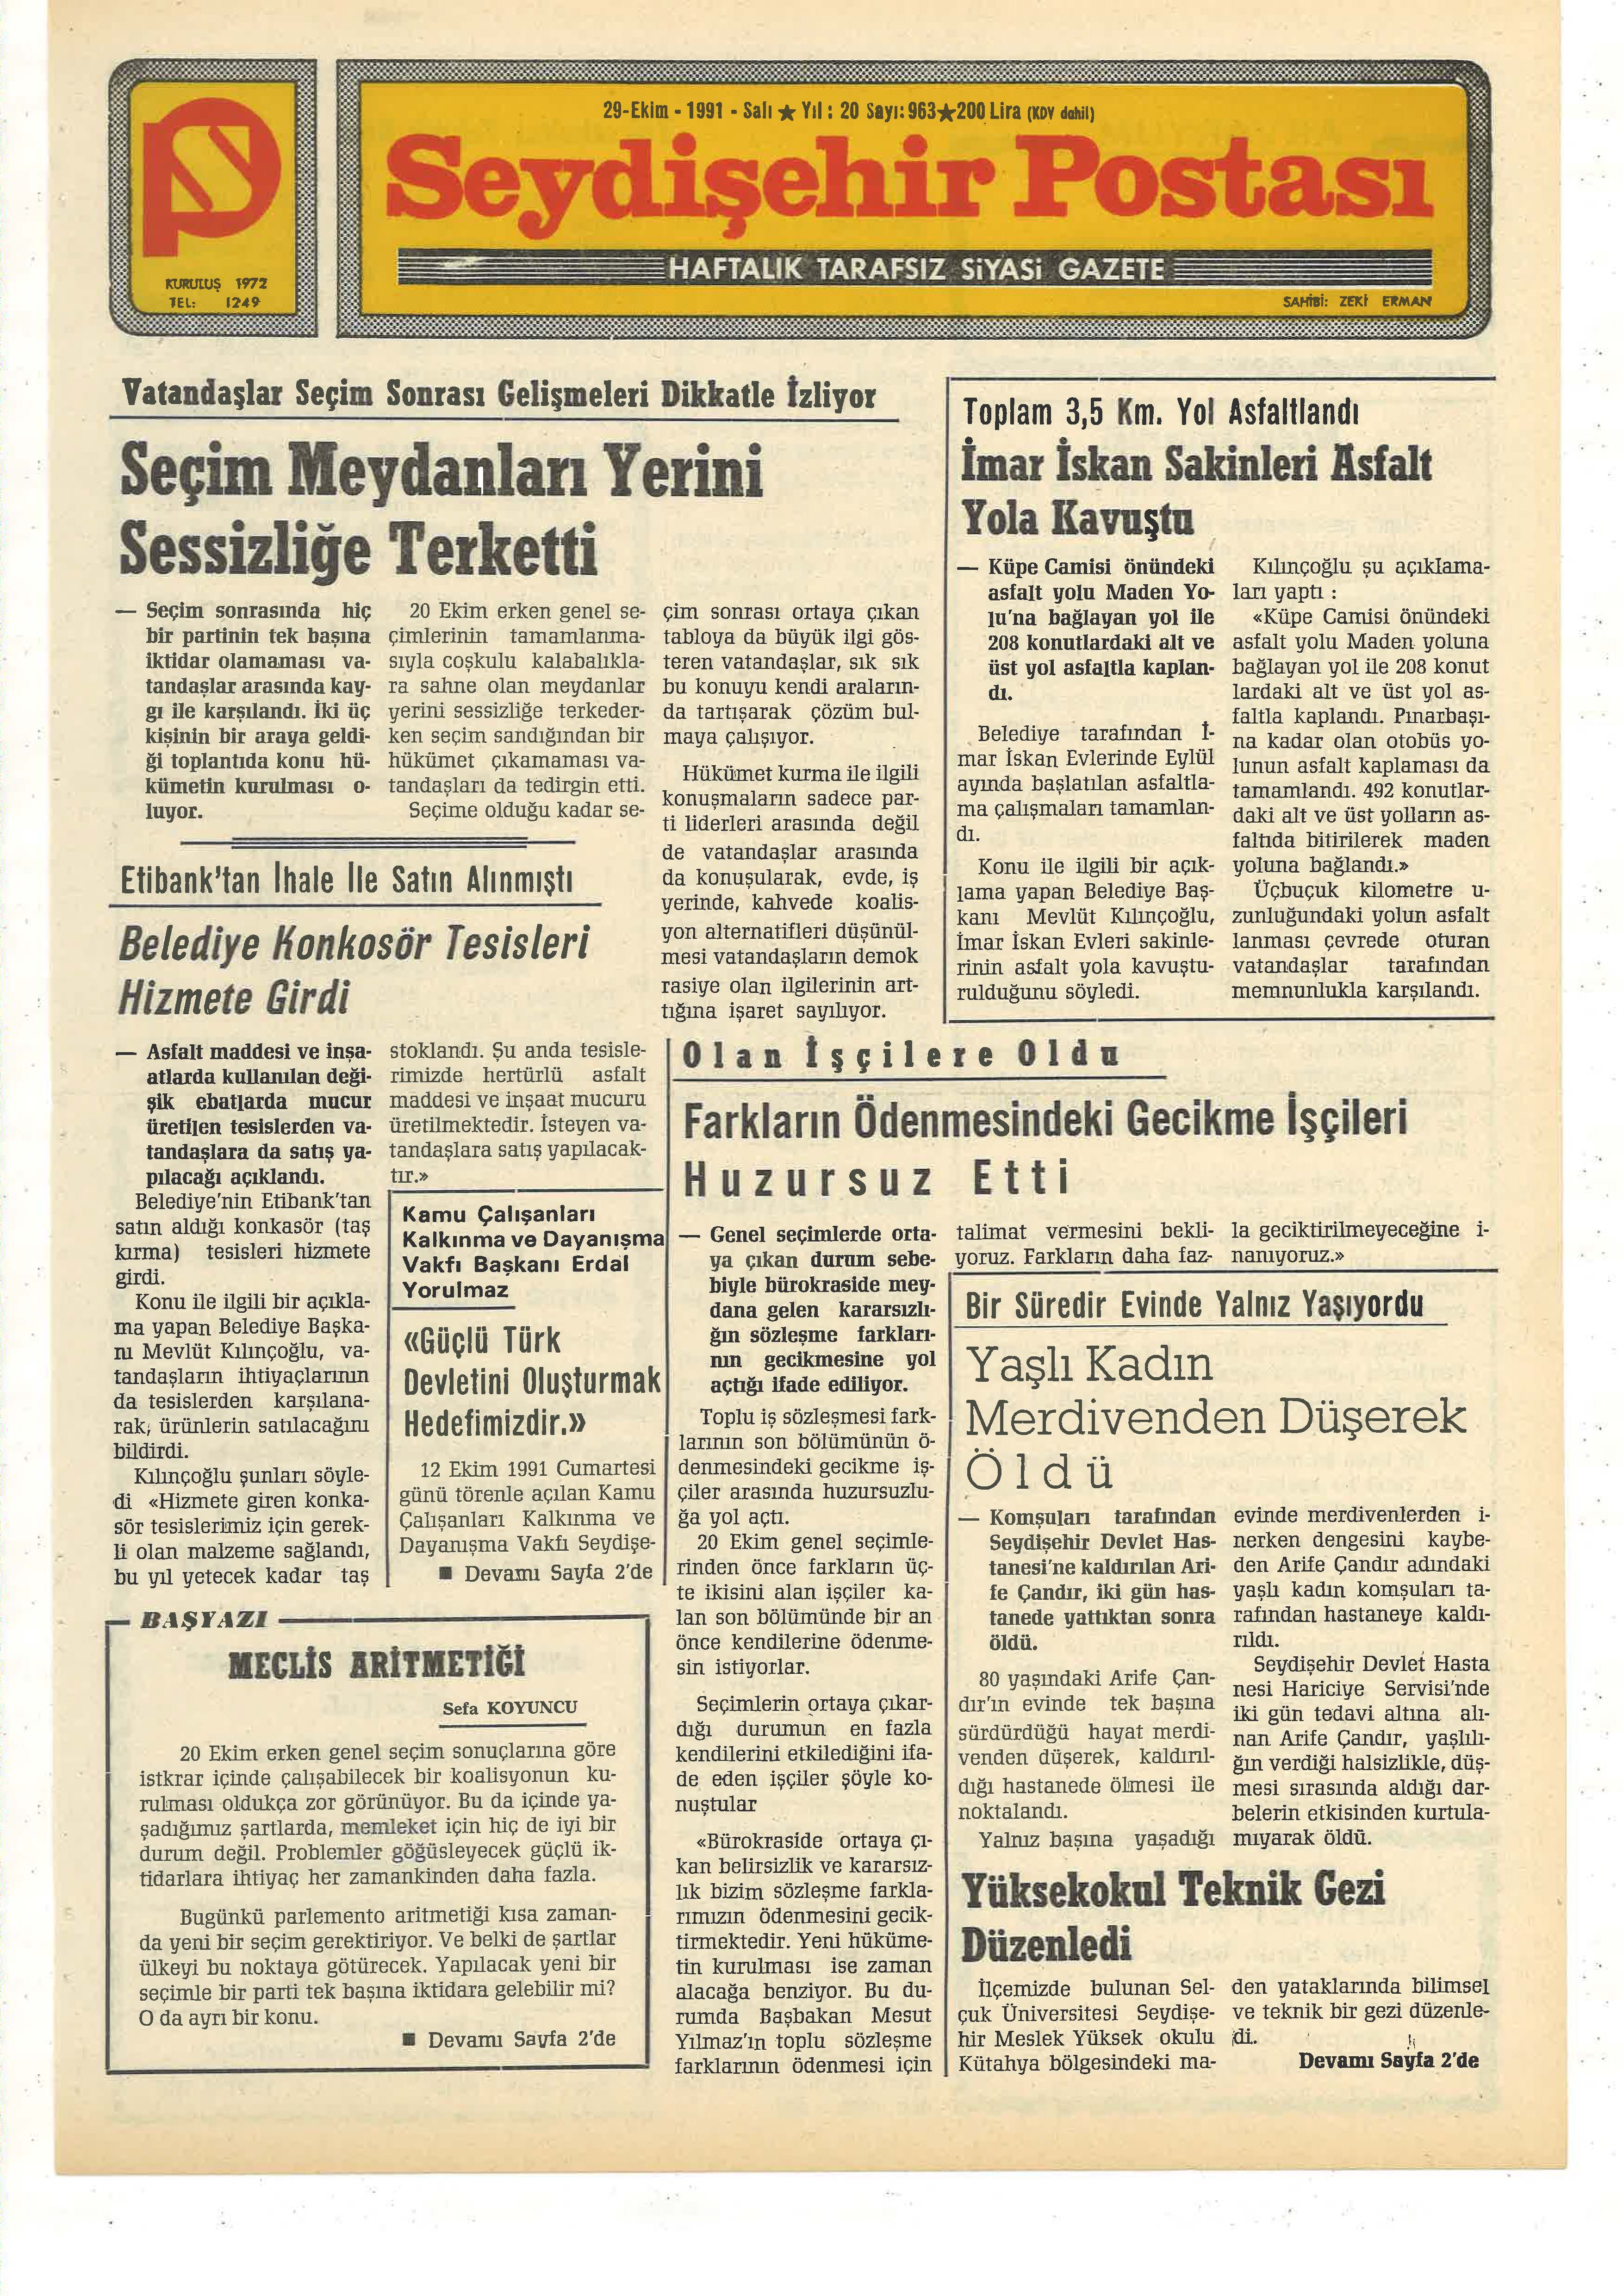 KURULUŞ 1972
TEL: 1249
29-Ekim - 1991 - Salı ★ Yıl : 20 Sayı: 963★200 Lira (KDV dahil)
Seydişehir Postası
HAFTALIK TARAFSIZ SİYASİ GAZETE
SAHİBİ: ZEKİ ERMAN
Vatandaşlar Seçim Sonrası Gelişmeleri Dikkatle İzliyor
Seçim Meydanları Yerini
Sessizliğe Terketti
— Seçim sonrasında hiç
bir partinin tek başına
iktidar olamaması va-
tandaşlar arasında kay-
gı ile karşılandı. İki üç
kişinin bir araya geldi-
ği toplantıda konu hü-
kümetin kurulması o-
luyor.
20 Ekim erken genel se-
çimlerinin tamamlanma-
sıyla coşkulu kalabalıkla-
ra sahne olan meydanlar
yerini sessizliğe terkeder-
ken seçim sandığından bir
hükümet çıkamaması va-
tandaşları da tedirgin etti.
Seçime olduğu kadar se-
çim sonrası ortaya çıkan
tabloya da büyük ilgi gös-
teren vatandaşlar, sık sık
bu konuyu kendi araların-
da tartışarak çözüm bul-
maya çalışıyor.
Hükümet kurma ile ilgili
konuşmaların sadece par-
ti liderleri arasında değil
de vatandaşlar arasında
da konuşularak, evde, iş
yerinde, kahvede koalis-
yon alternatifleri düşünül-
mesi vatandaşların demok
rasiye olan ilgilerinin art-
tığına işaret sayılıyor.
Toplam 3,5 Km. Yol Asfaltlandı
İmar İskan Sakinleri Asfalt
Yola Kavuştu
— Küpe Camisi önündeki
asfalt yolu Maden Yo-
lu'na bağlayan yol ile
208 konutlardaki alt ve
üst yol asfaltla kaplan-
dı.
Belediye tarafından İ-
mar İskan Evlerinde Eylül
ayında başlatılan asfaltla-
ma çalışmaları tamamlan-
dı.
Konu ile ilgili bir açık-
lama yapan Belediye Baş-
kanı Mevlüt Kılınçoğlu,
İmar İskan Evleri sakinle-
rinin asfalt yola kavuştu-
rulduğunu söyledi.
Kılınçoğlu şu açıklama-
ları yaptı :
«Küpe Camisi önündeki
asfalt yolu Maden yoluna
bağlayan yol ile 208 konut
lardaki alt ve üst yol as-
faltla kaplandı. Pınarbaşı-
na kadar olan otobüs yo-
lunun asfalt kaplaması da
tamamlandı. 492 konutlar-
daki alt ve üst yolların as-
faltıda bitirilerek maden
yoluna bağlandı.»
Üçbuçuk kilometre u-
zunluğundaki yolun asfalt
lanması çevrede oturan
vatandaşlar tarafından
memnunlukla karşılandı.
Etibank'tan İhale İle Satın Alınmıştı
Belediye Konkosör Tesisleri
Hizmete Girdi
— Asfalt maddesi ve inşa-
atlarda kullanılan deği-
şik ebatlarda mucur
üretilen tesislerden va-
tandaşlara da satış ya-
pılacağı açıklandı.
Belediye'nin Etibank'tan
satın aldığı konkasör (taş
kırma) tesisleri hizmete
girdi.
Konu ile ilgili bir açıkla-
ma yapan Belediye Başka-
nı Mevlüt Kılınçoğlu, va-
tandaşların ihtiyaçlarının
da tesislerden karşılana-
rak, ürünlerin satılacağını
bildirdi.
Kılınçoğlu şunları söyle-
di «Hizmete giren konka-
sör tesislerimiz için gerek-
li olan malzeme sağlandı,
bu yıl yetecek kadar taş
stoklandı. Şu anda tesisle-
rimizde hertürlü asfalt
maddesi ve inşaat mucuru
üretilmektedir. İsteyen va-
tandaşlara satış yapılacak-
tır.»
Kamu Çalışanları
Kalkınma ve Dayanışma
Vakfı Başkanı Erdal
Yorulmaz
«Güçlü Türk
Devletini Oluşturmak
Hedefimizdir.»
12 Ekim 1991 Cumartesi
günü törenle açılan Kamu
Çalışanları Kalkınma ve
Dayanışma Vakfı Seydişe-
■ Devamı Sayfa 2'de
Olan İşçilere Oldu
Farkların Ödenmesindeki Gecikme İşçileri
Huzursuz Etti
— Genel seçimlerde orta-
ya çıkan durum sebe-
biyle bürokraside mey-
dana gelen kararsızlı-
ğın sözleşme farkları-
nın gecikmesine yol
açtığı ifade ediliyor.
Toplu iş sözleşmesi fark-
larının son bölümünün ö-
denmesindeki gecikme iş-
çiler arasında huzursuzlu-
ğa yol açtı.
20 Ekim genel seçimle-
rinden önce farkların üç-
te ikisini alan işçiler ka-
lan son bölümünde bir an
önce kendilerine ödenme-
sin istiyorlar.
Seçimlerin ortaya çıkar-
dığı durumun en fazla
kendilerini etkilediğini ifa-
de eden işçiler şöyle ko-
nuştular
«Bürokraside ortaya çı-
kan belirsizlik ve kararsız-
lık bizim sözleşme farkla-
rımızın ödenmesini gecik-
tirmektedir. Yeni hüküme-
tin kurulması ise zaman
alacağa benziyor. Bu du-
rumda Başbakan Mesut
Yılmaz'ın toplu sözleşme
farklarının ödenmesi için
talimat vermesini bekli-
yoruz. Farkların daha faz-
la geciktirilmeyeceğine i-
nanıyoruz.»
Bir Süredir Evinde Yalnız Yaşıyordu
Yaşlı Kadın
Merdivenden Düşerek
Öldü
— Komşuları tarafından
Seydişehir Devlet Has-
tanesi'ne kaldırılan Ari-
fe Çandır, iki gün has-
tanede yattıktan sonra
öldü.
80 yaşındaki Arife Çan-
dır'ın evinde tek başına
sürdürdüğü hayat merdi-
venden düşerek, kaldırıl-
dığı hastanede ölmesi ile
noktalandı.
Yalnız başına yaşadığı
evinde merdivenlerden i-
nerken dengesini kaybe-
den Arife Çandır adındaki
yaşlı kadın komşuları ta-
rafından hastaneye kaldı-
rıldı.
Seydişehir Devlet Hasta
nesi Hariciye Servisi'nde
iki gün tedavi altına alı-
nan Arife Çandır, yaşlılı-
ğın verdiği halsizlikle, düş-
mesi sırasında aldığı dar-
belerin etkisinden kurtula-
mıyarak öldü.
BAŞYAZI
MECLİS ARİTMETİĞİ
Sefa KOYUNCU
20 Ekim erken genel seçim sonuçlarına göre
istkrar içinde çalışabilecek bir koalisyonun ku-
rulması oldukça zor görünüyor. Bu da içinde ya-
şadığımız şartlarda, memleket için hiç de iyi bir
durum değil. Problemler göğüsleyecek güçlü ik-
tidarlara ihtiyaç her zamankinden daha fazla.
Bugünkü parlemento aritmetiği kısa zaman-
da yeni bir seçim gerektiriyor. Ve belki de şartlar
ülkeyi bu noktaya götürecek. Yapılacak yeni bir
seçimle bir parti tek başına iktidara gelebilir mi?
O da ayrı bir konu.
■ Devamı Sayfa 2'de
Yüksekokul Teknik Gezi
Düzenledi
İlçemizde bulunan Sel-
çuk Üniversitesi Seydişe-
hir Meslek Yüksek okulu
Kütahya bölgesindeki ma-
den yataklarında bilimsel
ve teknik bir gezi düzenle-
di.
Devamı Sayfa 2'de